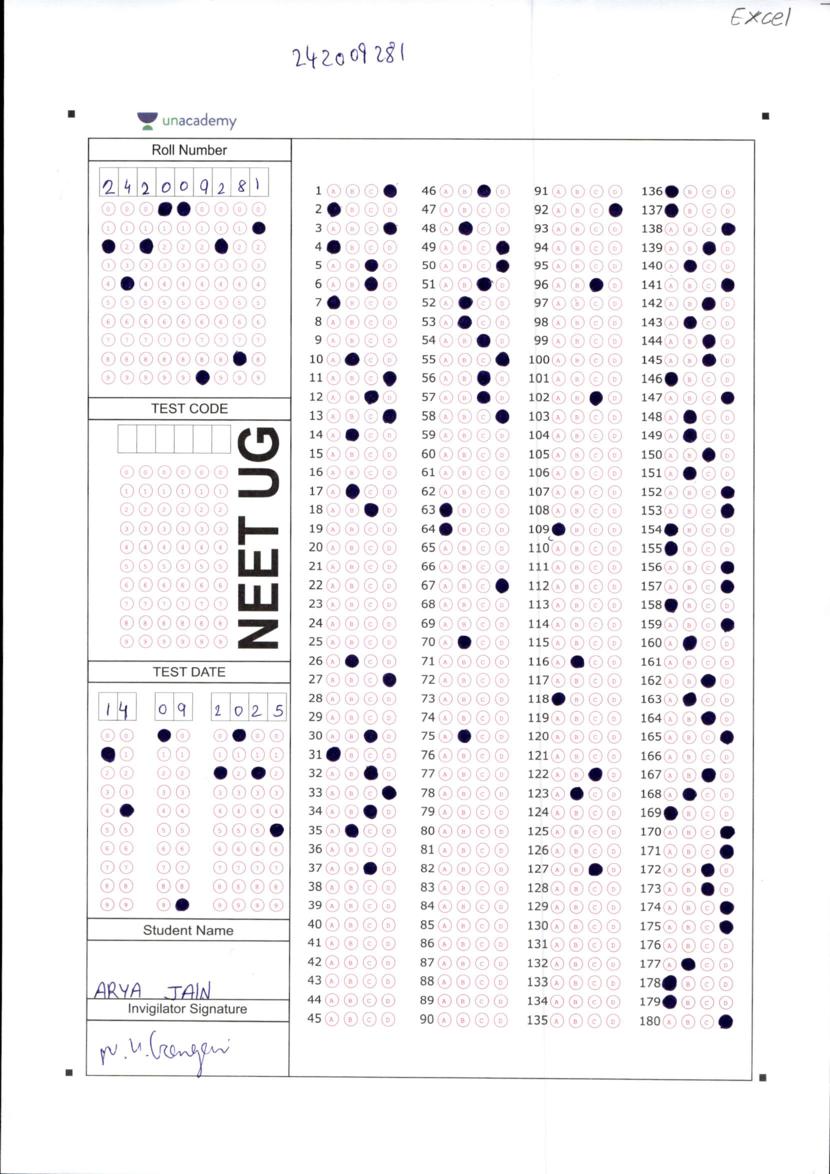 Excel
242009281
unacademy
Roll Number
2 4 2 0 0 9 2 8 1
TEST CODE
NEET UG
TEST DATE
14 09 2025
Student Name
ARYA JAIN
Invigilator Signature
1 A B C
2 B C D
3 A B C
4 B C D
5 A B D
6 A B D
7 B C D
8 A B C D
9 A B C D
10 A C D
11 A B C
12 A B D
13 A B C
14 A C D
15 A B C D
16 A B C D
17 A C D
18 A B D
19 A B C D
20 A B C D
21 A B C D
22 A B C D
23 A B C D
24 A B C D
25 A B C D
26 A C D
27 A B C
28 A B C D
29 A B C D
30 A B D
31 B C D
32 A B D
33 A B C
34 A B D
35 A C D
36 A B C D
37 A B D
38 A B C D
39 A B C D
40 A B C D
41 A B C D
42 A B C D
43 A B C D
44 A B C D
45 A B C D
46 A B D
47 A B C D
48 A C D
49 A B C
50 A B C
51 A B D
52 A C D
53 A C D
54 A B D
55 A B C
56 A B D
57 A B D
58 A B C
59 A B C D
60 A B C D
61 A B C D
62 A B C D
63 B C D
64 B C D
65 A B C D
66 A B C D
67 A B C
68 A B C D
69 A B C D
70 A C D
71 A B C D
72 A B C D
73 A B C D
74 A B C D
75 A C D
76 A B C D
77 A B C D
78 A B C D
79 A B C D
80 A B C D
81 A B C D
82 A B C D
83 A B C D
84 A B C D
85 A B C D
86 A B C D
87 A B C D
88 A B C D
89 A B C D
90 A B C D
91 A B C D
92 A B C
93 A B C D
94 A B C D
95 A B C D
96 A B D
97 A B C D
98 A B C D
99 A B C D
100 A B C D
101 A B C D
102 A B D
103 A B C D
104 A B C D
105 A B C D
106 A B C D
107 A B C D
108 A B C D
109 B C D
110 A B C D
111 A B C D
112 A B C D
113 A B C D
114 A B C D
115 A B C D
116 A C D
117 A B C D
118 B C D
119 A B C D
120 A B C D
121 A B C D
122 A B D
123 A C D
124 A B C D
125 A B C D
126 A B C D
127 A B D
128 A B C D
129 A B C D
130 A B C D
131 A B C D
132 A B C D
133 A B C D
134 A B C D
135 A B C D
136 B C D
137 B C D
138 A B C
139 A B D
140 A C D
141 A B C
142 A B D
143 A C D
144 A B D
145 A B D
146 B C D
147 A B C
148 A C D
149 A C D
150 A B D
151 A C D
152 A B C
153 A B C
154 B C D
155 B C D
156 A B C
157 A B C
158 B C D
159 A B C
160 A C D
161 A B C D
162 A B D
163 A C D
164 A B D
165 A B C
166 A B C D
167 A B D
168 A C D
169 B C D
170 A B C
171 A B C
172 A B D
173 A B D
174 A B C
175 A B C
176 A B C D
177 A C D
178 B C D
179 B C D
180 A B C